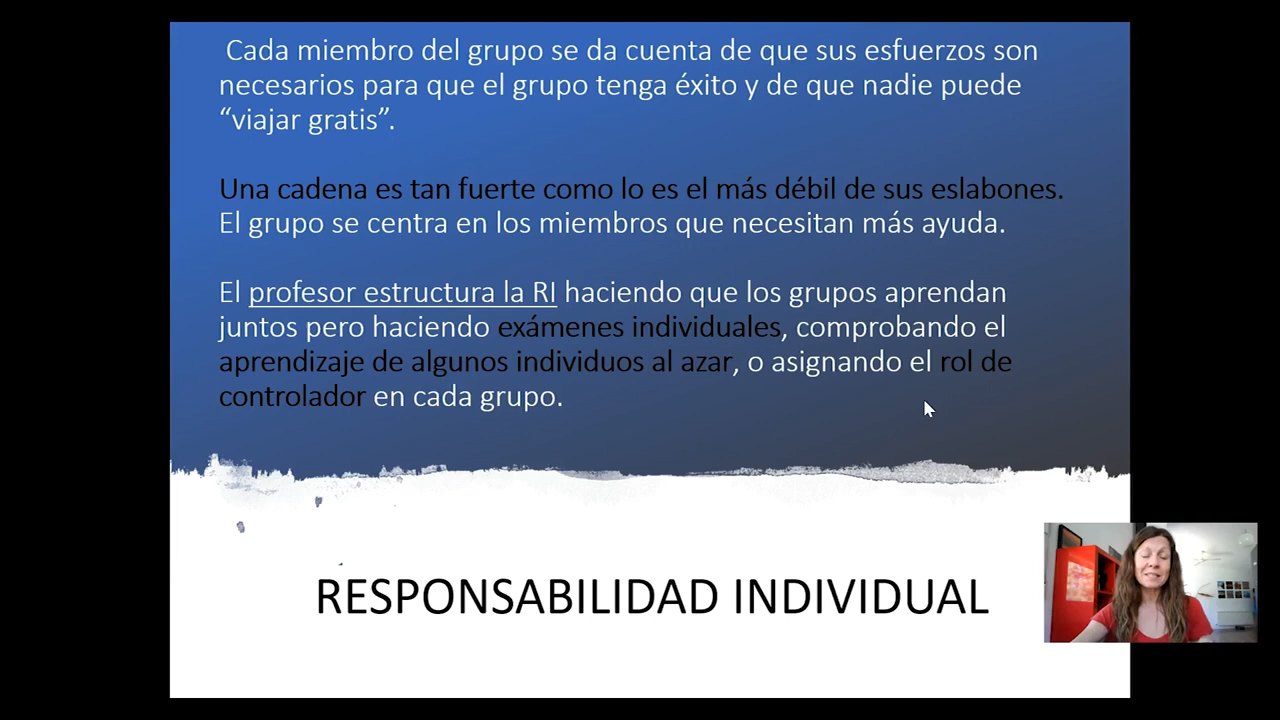 Cada miembro del grupo se da cuenta de que sus esfuerzos son
necesarios para que el grupo tenga éxito y de que nadie puede
“viajar gratis”.
Una cadena es tan fuerte como lo es el más débil de sus eslabones.
El grupo se centra en los miembros que necesitan más ayuda.
El profesor estructura la RI haciendo que los grupos aprendan
juntos pero haciendo exámenes individuales, comprobando el
aprendizaje de algunos individuos al azar, o asignando el rol de
controlador en cada grupo.
RESPONSABILIDAD INDIVIDUAL